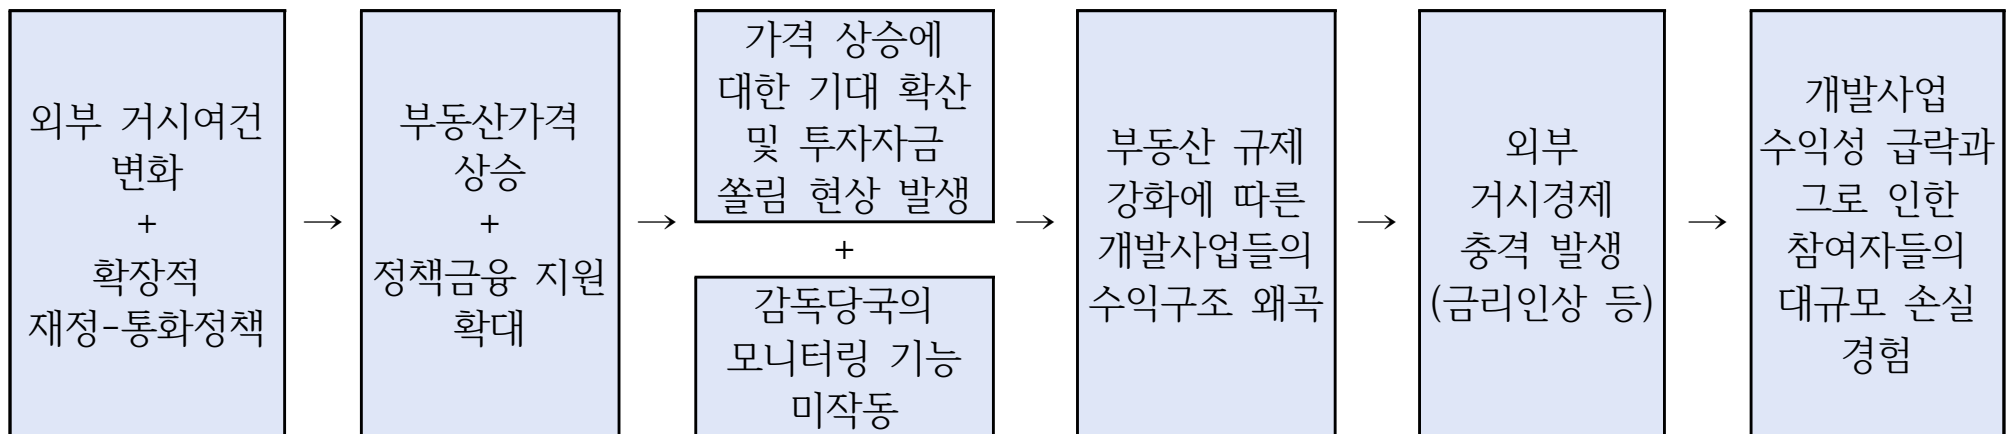 외부 거시여건
변화
+
확장적
재정-통화정책
→
부동산가격
상승
+
정책금융 지원
확대
→
가격 상승에
대한 기대 확산
및 투자자금
쏠림 현상 발생
+
감독당국의
모니터링 기능
미작동
→
부동산 규제
강화에 따른
개발사업들의
수익구조 왜곡
→
외부
거시경제
충격 발생
(금리인상 등)
→
개발사업
수익성 급락과
그로 인한
참여자들의
대규모 손실
경험